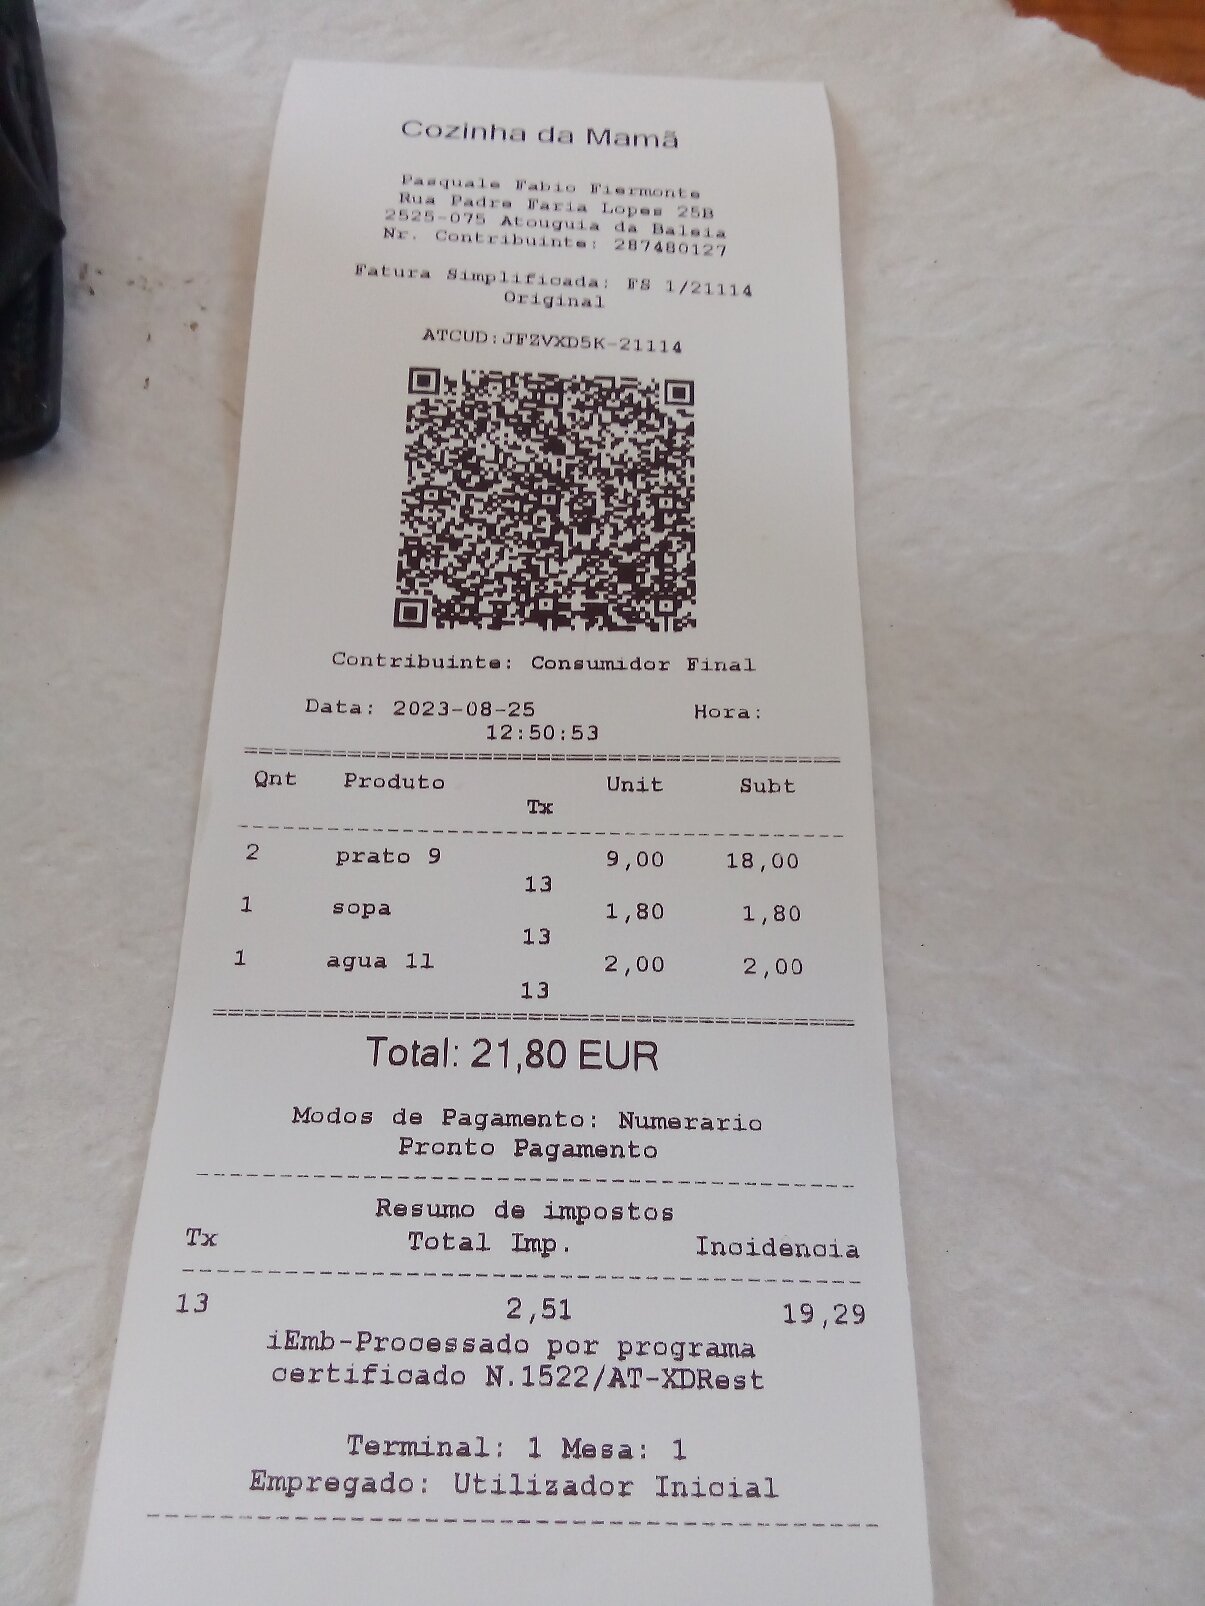 Cozinha da Mamã
Pasquale Fabio Fiermonte
Rua Padre Faria Lopes 25B
2525-075 Atouguia da Baleia
Nr. Contribuinte: 287480127
Fatura Simplificada: FS 1/21114
Original
ATCUD:JFZVXD5K-21114
Contribuinte: Consumidor Final
Data: 2023-08-25 Hora:
12:50:53
Qnt Produto Unit Subt
Tx
2 prato 9 9,00 18,00
13
1 sopa 1,80 1,80
13
1 agua 1l 2,00 2,00
13
Total: 21,80 EUR
Modos de Pagamento: Numerario
Pronto Pagamento
Resumo de impostos
Tx Total Imp. Incidencia
13 2,51 19,29
iEmb-Processado por programa
certificado N.1522/AT-XDRest
Terminal: 1 Mesa: 1
Empregado: Utilizador Inicial